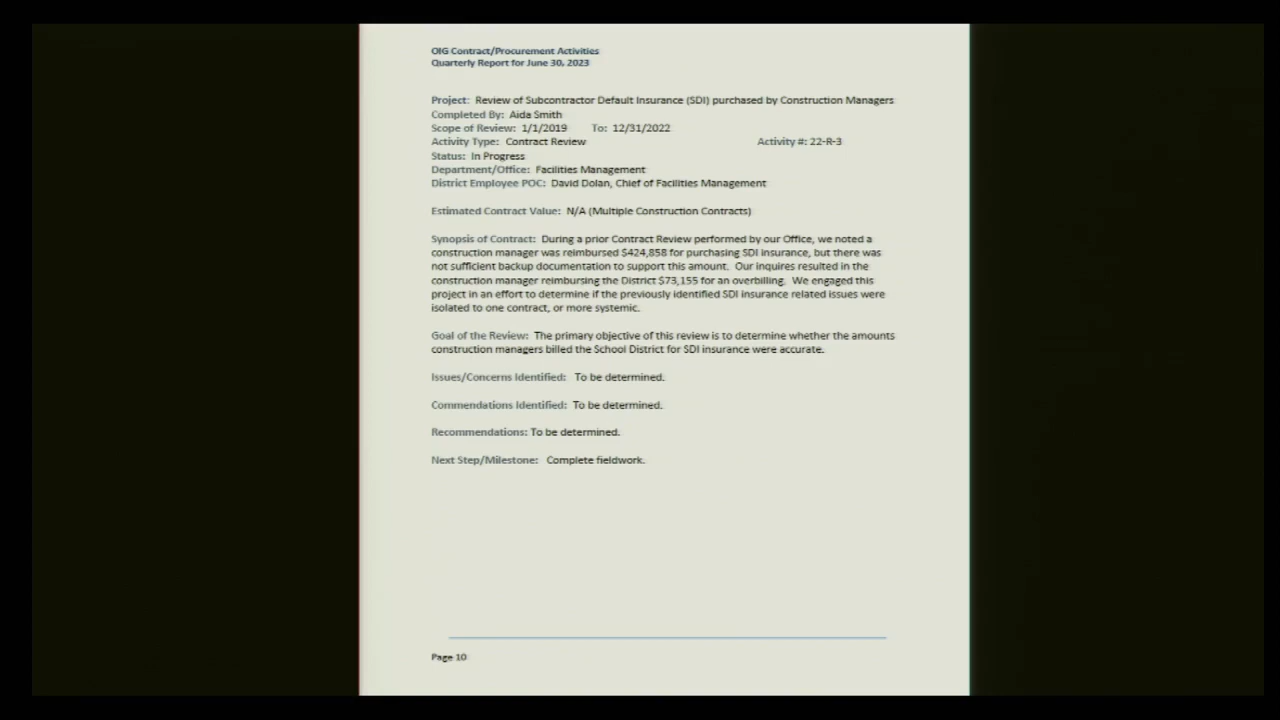 OIG Contract/Procurement Activities
Quarterly Report for June 30, 2023
Project: Review of Subcontractor Default Insurance (SDI) purchased by Construction Managers
Completed By: Aida Smith
Scope of Review: 1/1/2019 To: 12/31/2022
Activity Type: Contract Review Activity #: 22-R-3
Status: In Progress
Department/Office: Facilities Management
District Employee POC: David Dolan, Chief of Facilities Management
Estimated Contract Value: N/A (Multiple Construction Contracts)
Synopsis of Contract: During a prior Contract Review performed by our Office, we noted a
construction manager was reimbursed $424,858 for purchasing SDI insurance, but there was
not sufficient backup documentation to support this amount. Our inquires resulted in the
construction manager reimbursing the District $73,155 for an overbilling. We engaged this
project in an effort to determine if the previously identified SDI insurance related issues were
isolated to one contract, or more systemic.
Goal of the Review: The primary objective of this review is to determine whether the amounts
construction managers billed the School District for SDI insurance were accurate.
Issues/Concerns Identified: To be determined.
Commendations Identified: To be determined.
Recommendations: To be determined.
Next Step/Milestone: Complete fieldwork.
Page 10